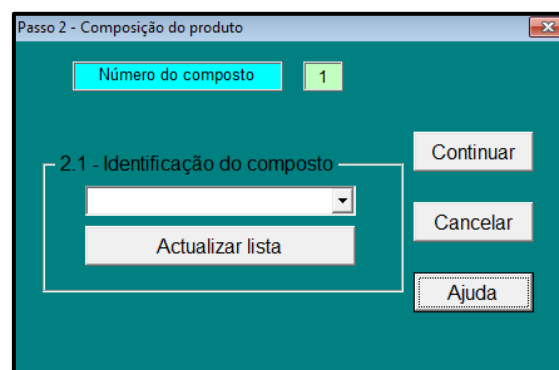 Passo 2 - Composição do produto
Número do composto 1
2.1 - Identificação do composto
Continuar
Actualizar lista
Cancelar
Ajuda